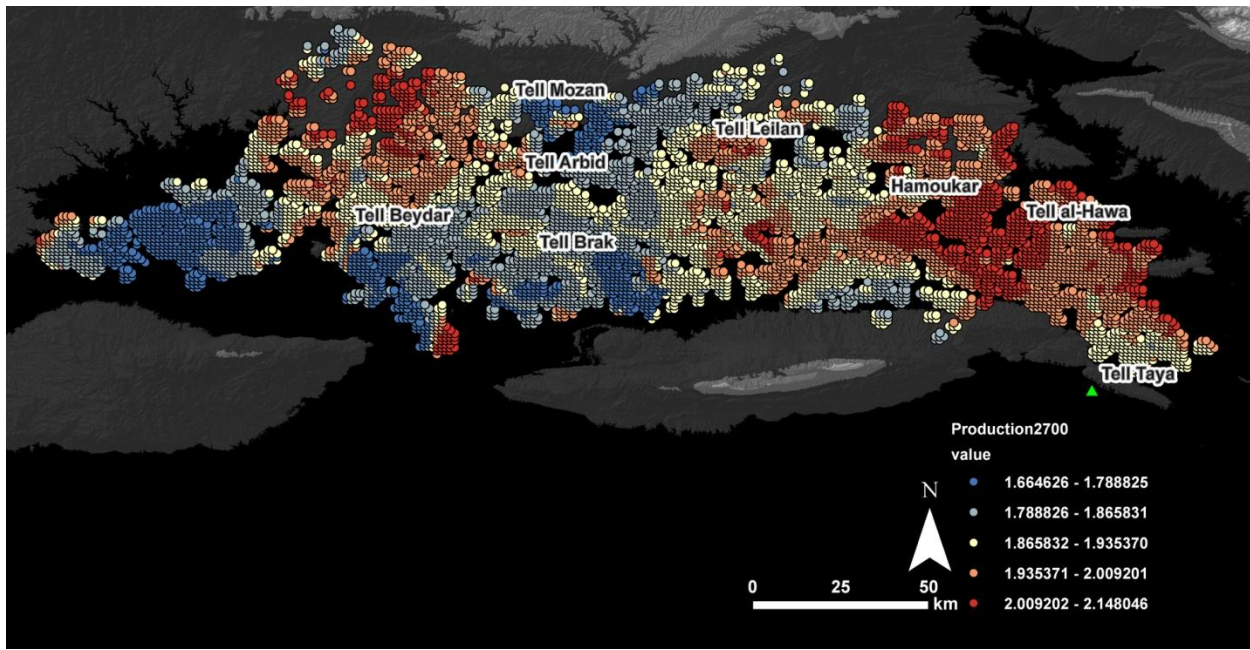 Tell Mozan
Tell Leilan
Tell Arbid
Hamoukar
Tell Beydar
Tell al-Hawa
Tell Brak
Tell Taya
Production2700
value
1.664626 - 1.788825
1.788826 - 1.865831
1.865832 - 1.935370
1.935371 - 2.009201
2.009202 - 2.148046
N
0 25 50
km